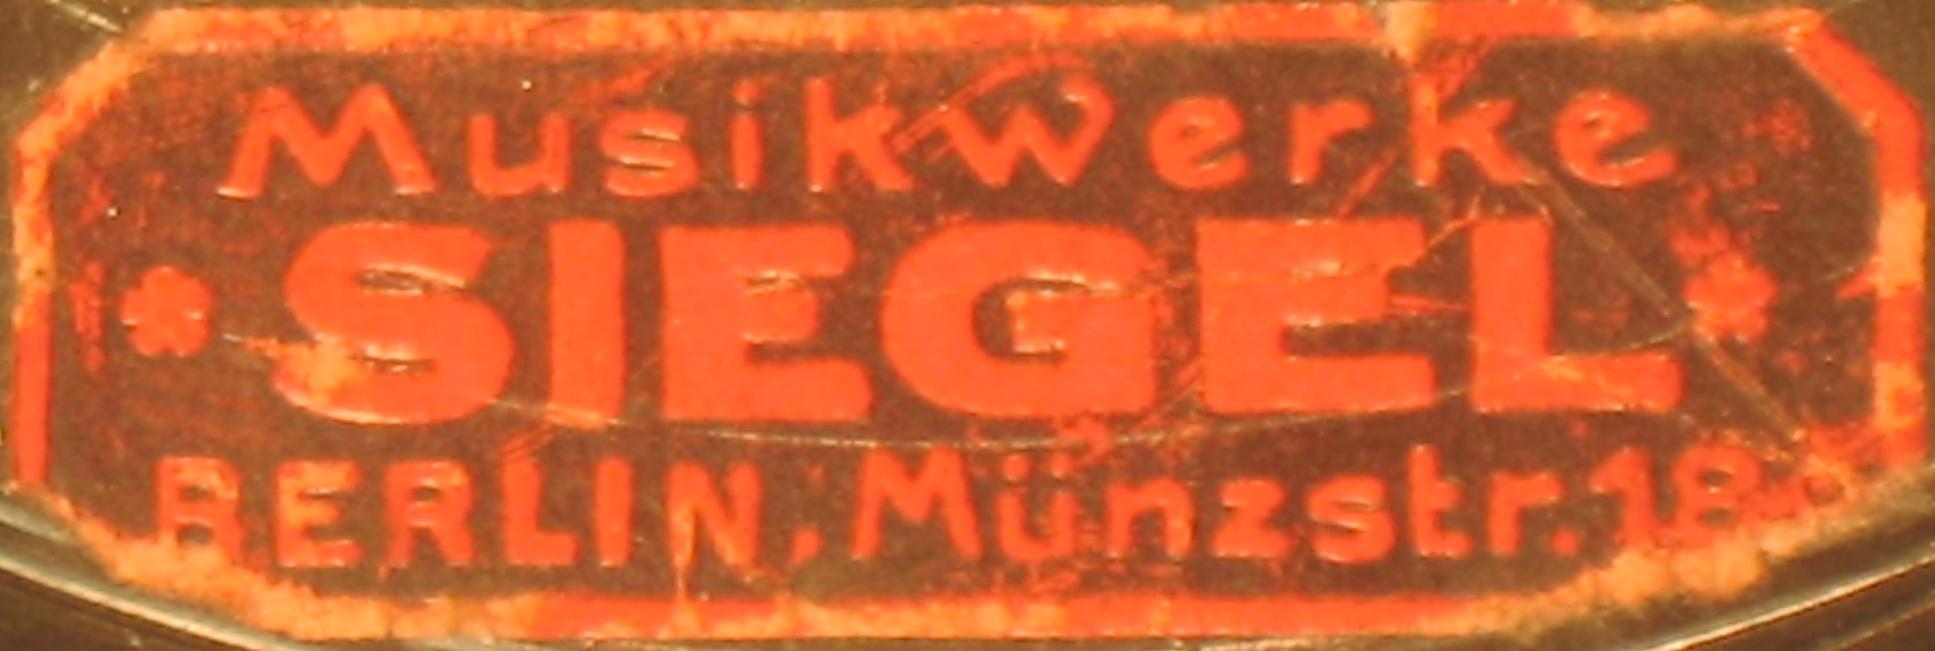 Musikwerke
SIEGEL
BERLIN, Münzstr. 18